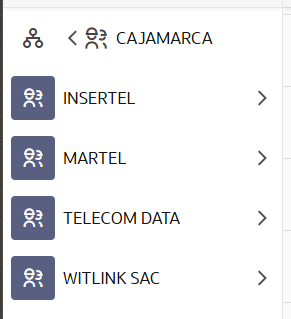 CAJAMARCA
INSERTEL
MARTEL
TELECOM DATA
WITLINK SAC